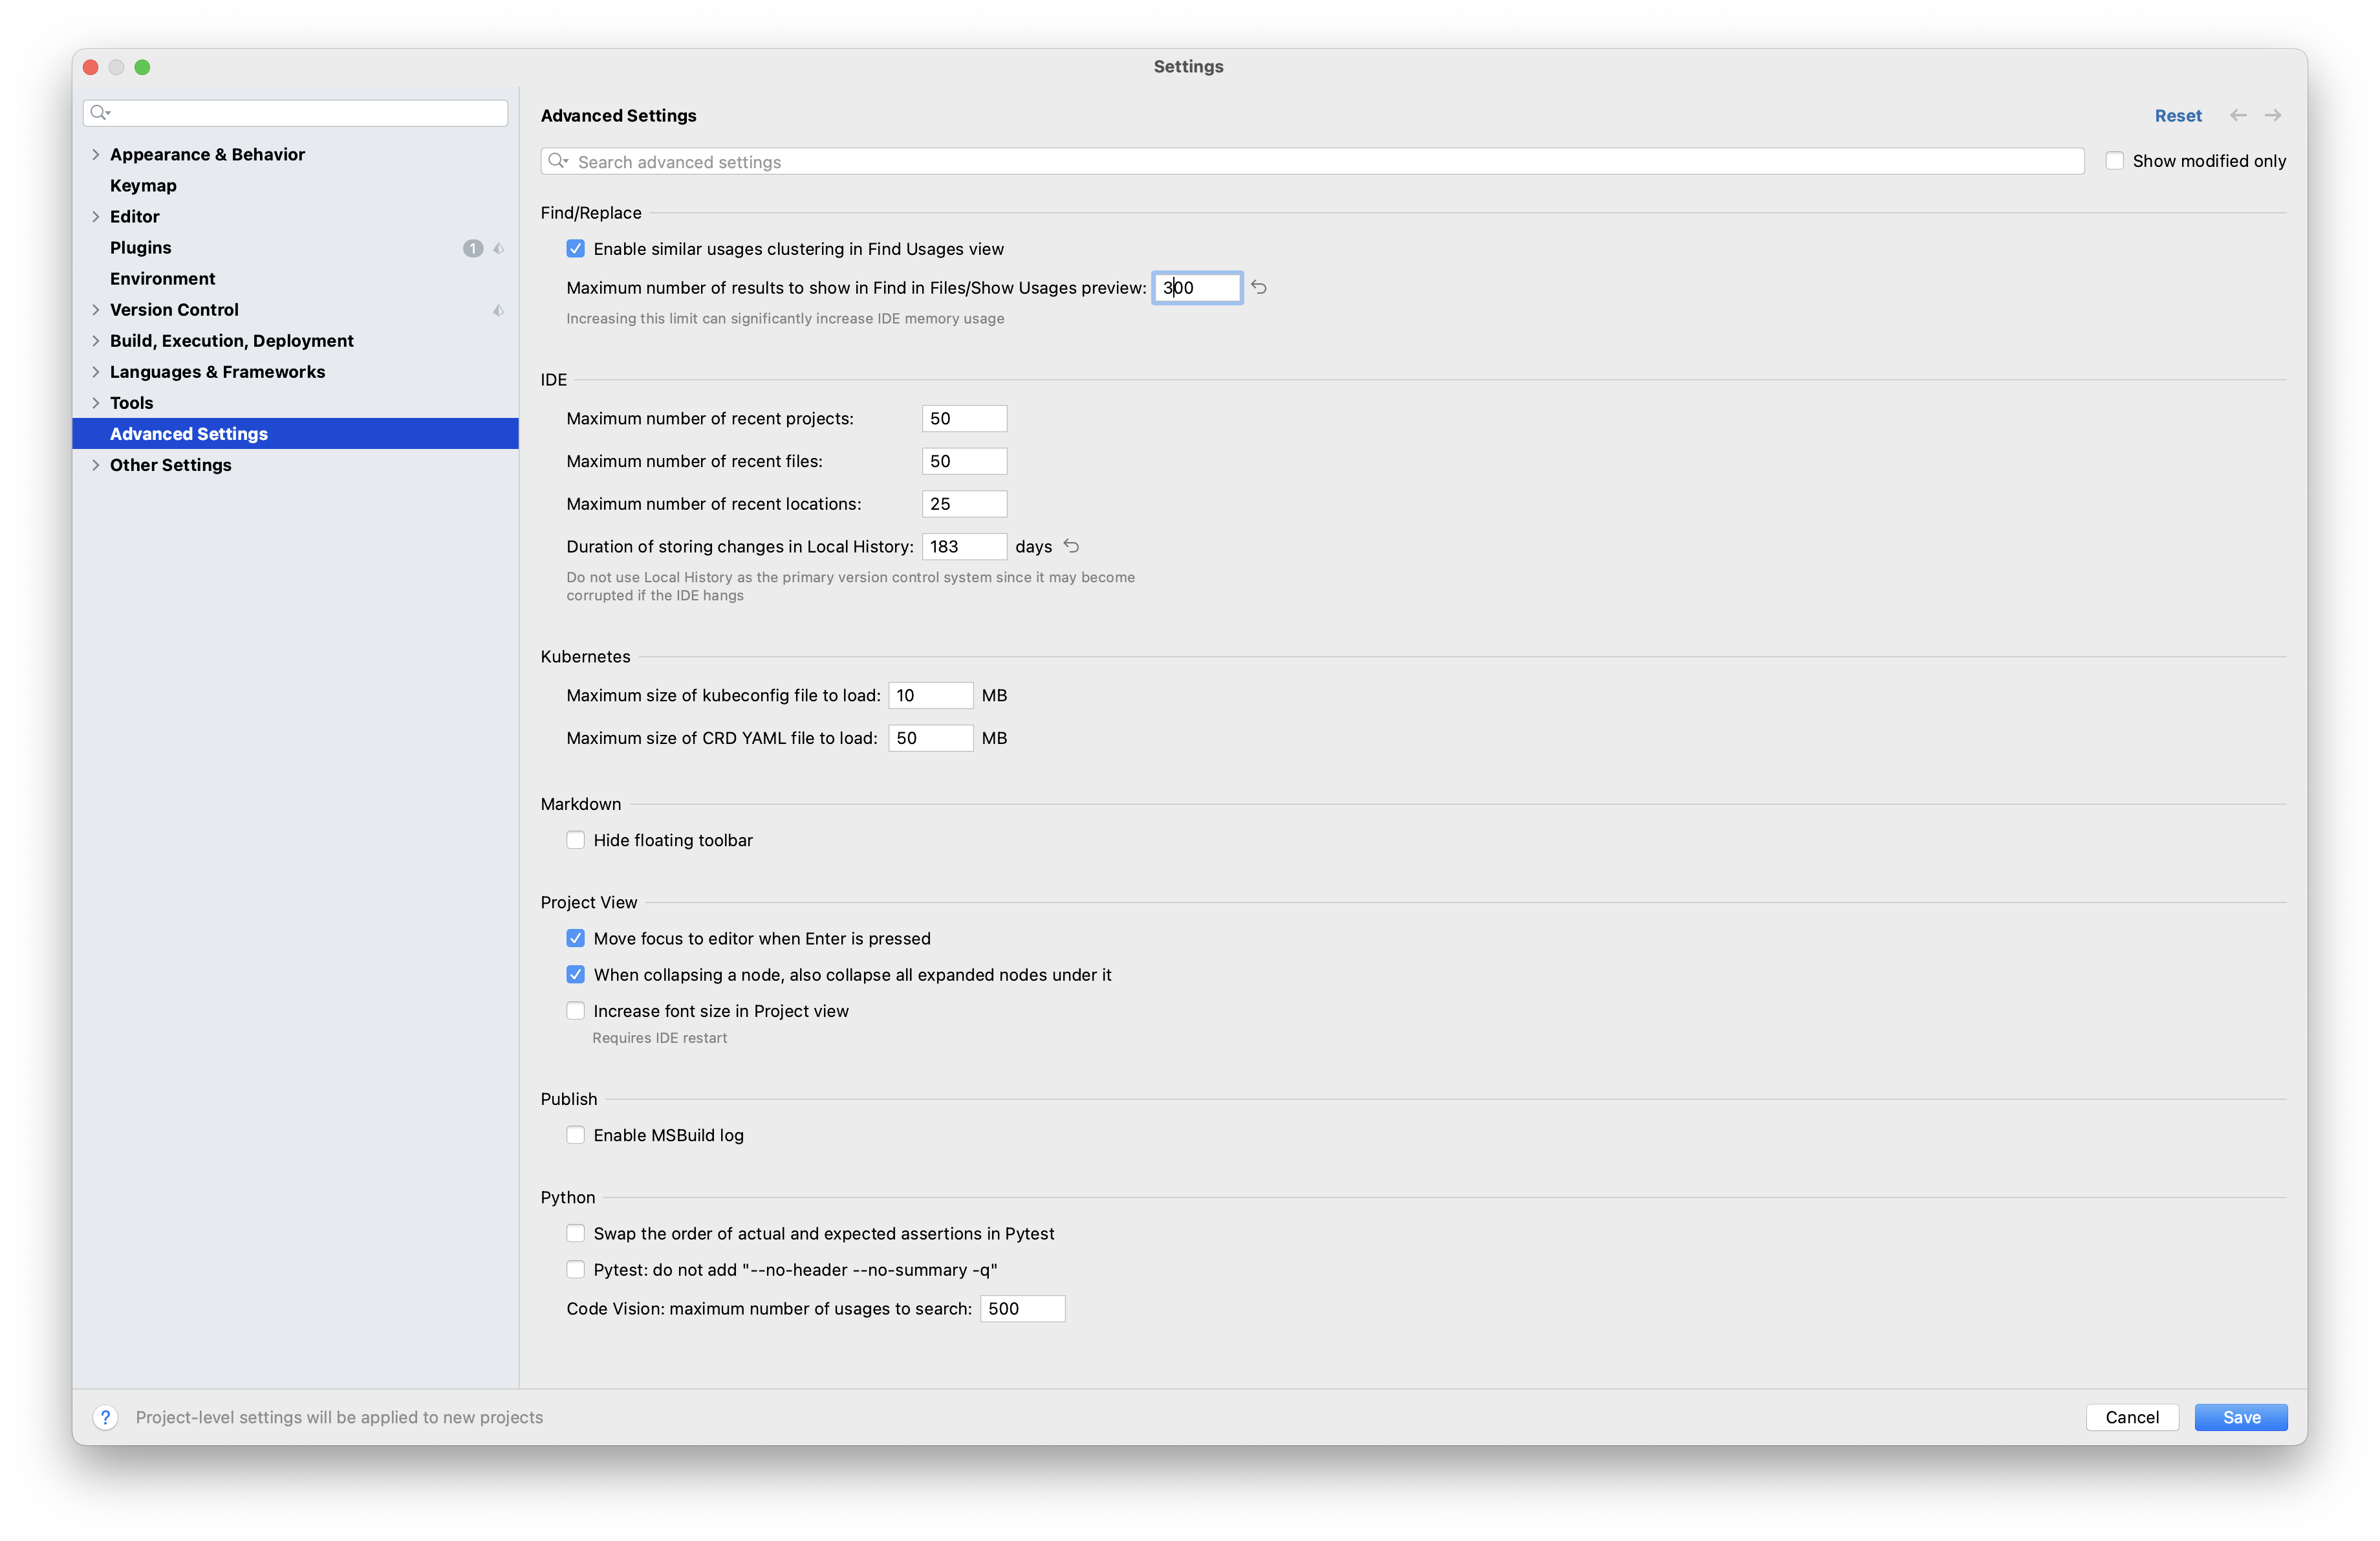 Settings
Appearance & Behavior
Keymap
Editor
Plugins 1
Environment
Version Control
Build, Execution, Deployment
Languages & Frameworks
Tools
Advanced Settings
Other Settings
Advanced Settings
Reset
Search advanced settings
Show modified only
Find/Replace
Enable similar usages clustering in Find Usages view
Maximum number of results to show in Find in Files/Show Usages preview: 300
Increasing this limit can significantly increase IDE memory usage
IDE
Maximum number of recent projects: 50
Maximum number of recent files: 50
Maximum number of recent locations: 25
Duration of storing changes in Local History: 183 days
Do not use Local History as the primary version control system since it may become
corrupted if the IDE hangs
Kubernetes
Maximum size of kubeconfig file to load: 10 MB
Maximum size of CRD YAML file to load: 50 MB
Markdown
Hide floating toolbar
Project View
Move focus to editor when Enter is pressed
When collapsing a node, also collapse all expanded nodes under it
Increase font size in Project view
Requires IDE restart
Publish
Enable MSBuild log
Python
Swap the order of actual and expected assertions in Pytest
Pytest: do not add "--no-header --no-summary -q"
Code Vision: maximum number of usages to search: 500
? Project-level settings will be applied to new projects
Cancel
Save